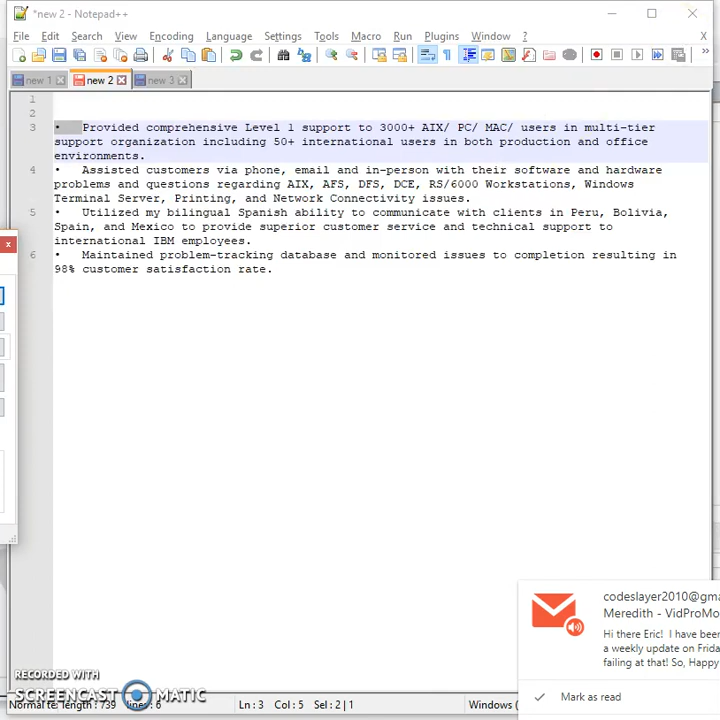 *new 2 - Notepad++
File Edit Search View Encoding Language Settings Tools Macro Run Plugins Window ? X
new 1 new 2 new 3
1
2
3 • Provided comprehensive Level 1 support to 3000+ AIX/ PC/ MAC/ users in multi-tier
support organization including 50+ international users in both production and office
environments.
4 • Assisted customers via phone, email and in-person with their software and hardware
problems and questions regarding AIX, AFS, DFS, DCE, RS/6000 Workstations, Windows
Terminal Server, Printing, and Network Connectivity issues.
5 • Utilized my bilingual Spanish ability to communicate with clients in Peru, Bolivia,
Spain, and Mexico to provide superior customer service and technical support to
international IBM employees.
6 • Maintained problem-tracking database and monitored issues to completion resulting in
98% customer satisfaction rate.
codeslayer2010@gma
Meredith - VidProMo
Hi there Eric! I have been
a weekly update on Frida
failing at that! So, Happy
Mark as read
RECORDED WITH
SCREENCAST MATIC
Normal te length : 739 lines : 6 Ln : 3 Col : 5 Sel : 2 | 1 Windows (